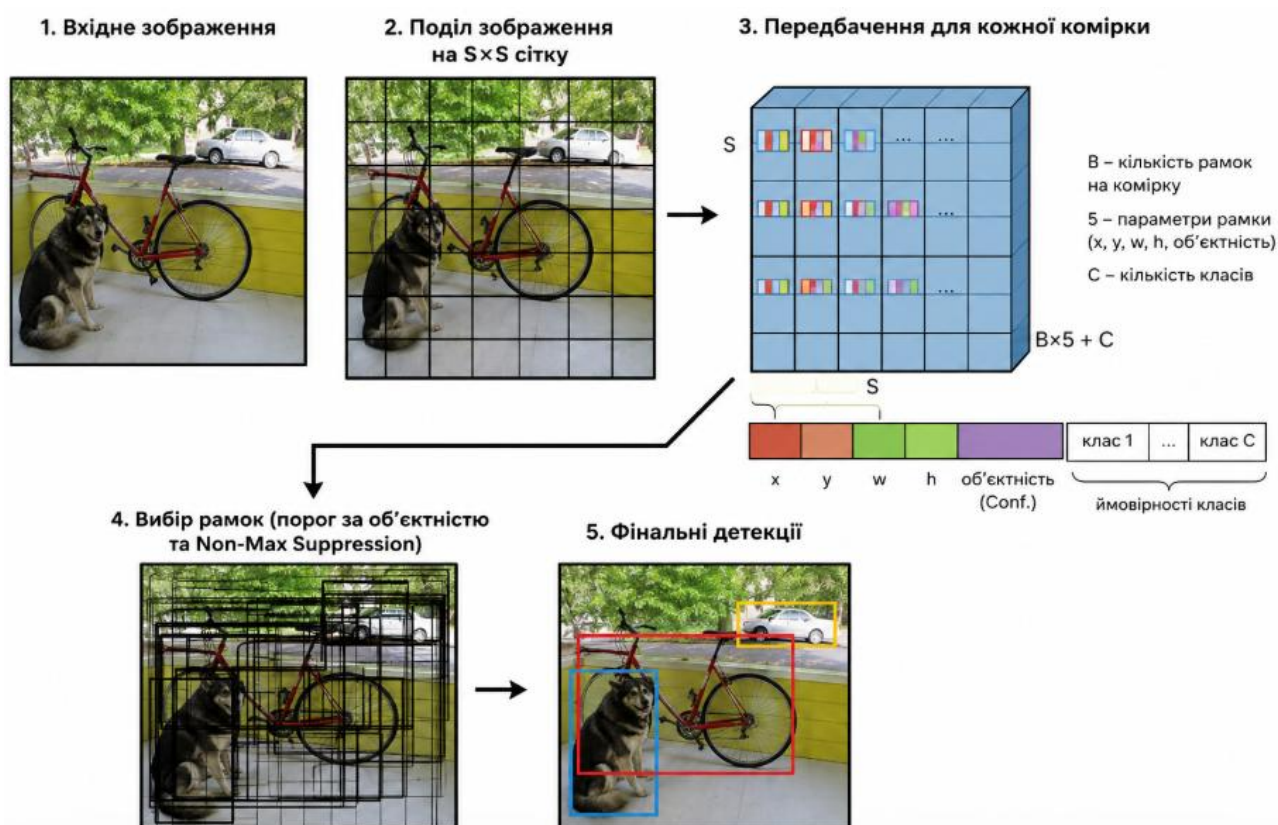 1. Вхідне зображення
2. Поділ зображення
на S×S сітку
3. Передбачення для кожної комірки
S
... ...
...
...
B×5 + C
S
B – кількість рамок
на комірку
5 – параметри рамки
(x, y, w, h, об'єктність)
C – кількість класів
клас 1 ... клас C
x y w h об'єктність
(Conf.)
ймовірності класів
4. Вибір рамок (порог за об'єктністю
та Non-Max Suppression)
5. Фінальні детекції